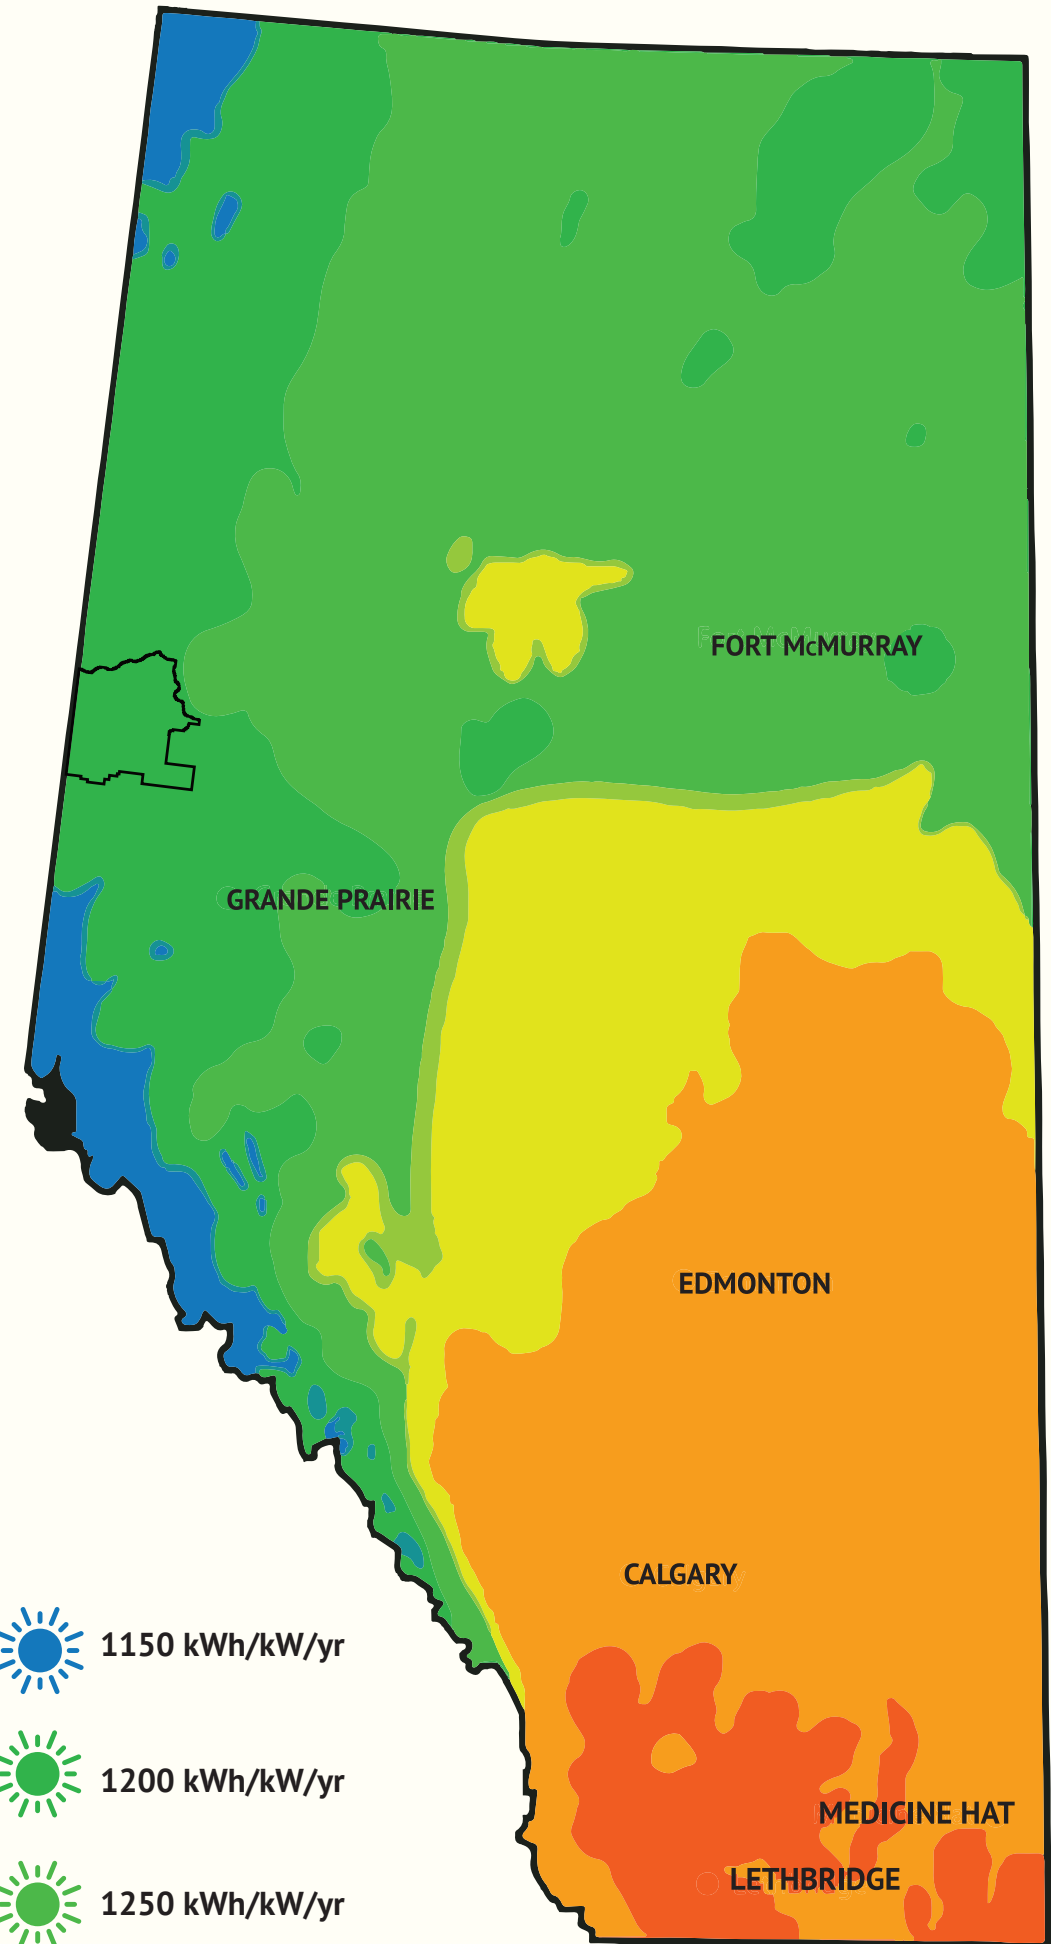 FORT McMURRAY
GRANDE PRAIRIE
EDMONTON
CALGARY
1150 kWh/kW/yr
1200 kWh/kW/yr
MEDICINE HAT
LETHBRIDGE
1250 kWh/kW/yr